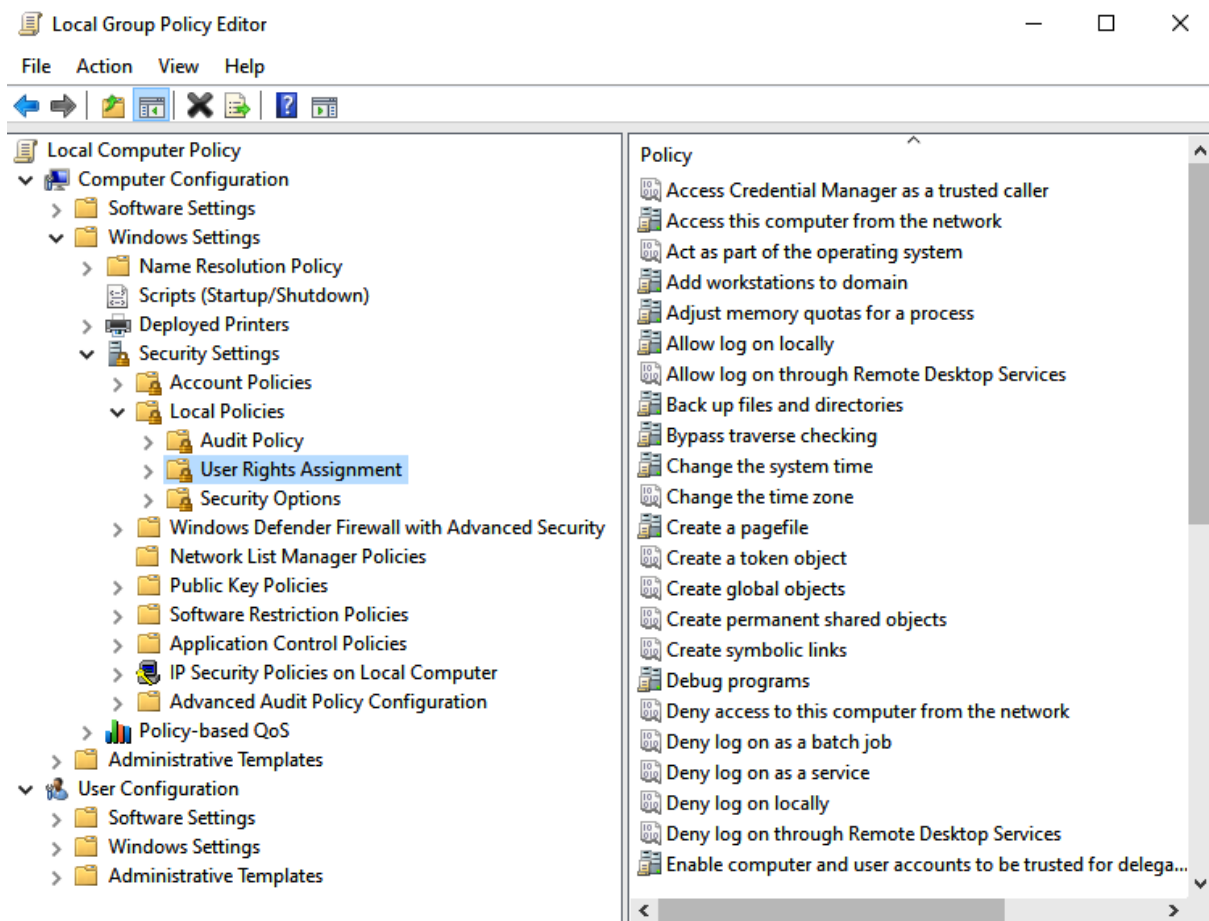 Local Group Policy Editor
File Action View Help
Local Computer Policy
Computer Configuration
Software Settings
Windows Settings
Name Resolution Policy
Scripts (Startup/Shutdown)
Deployed Printers
Security Settings
Account Policies
Local Policies
Audit Policy
User Rights Assignment
Security Options
Windows Defender Firewall with Advanced Security
Network List Manager Policies
Public Key Policies
Software Restriction Policies
Application Control Policies
IP Security Policies on Local Computer
Advanced Audit Policy Configuration
Policy-based QoS
Administrative Templates
User Configuration
Software Settings
Windows Settings
Administrative Templates
Policy
Access Credential Manager as a trusted caller
Access this computer from the network
Act as part of the operating system
Add workstations to domain
Adjust memory quotas for a process
Allow log on locally
Allow log on through Remote Desktop Services
Back up files and directories
Bypass traverse checking
Change the system time
Change the time zone
Create a pagefile
Create a token object
Create global objects
Create permanent shared objects
Create symbolic links
Debug programs
Deny access to this computer from the network
Deny log on as a batch job
Deny log on as a service
Deny log on locally
Deny log on through Remote Desktop Services
Enable computer and user accounts to be trusted for delega...